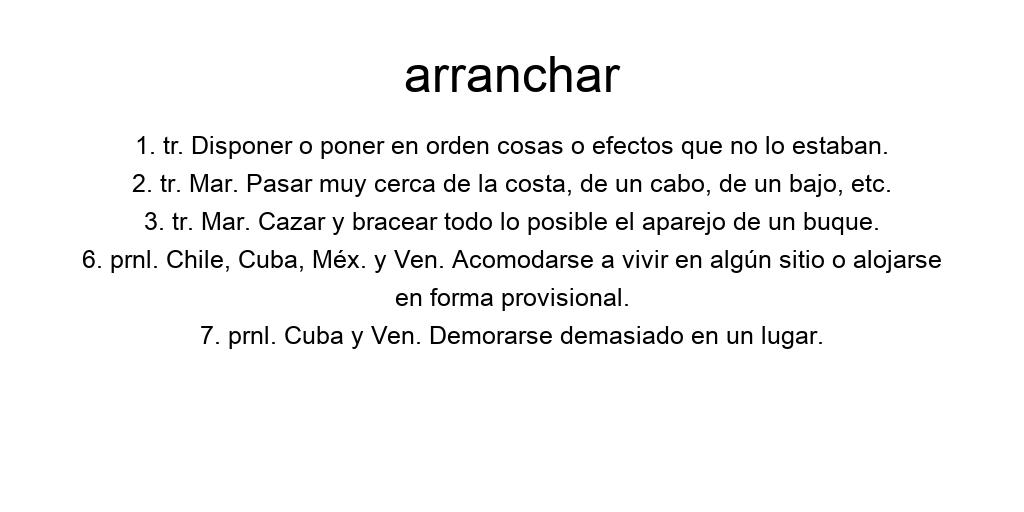 arranchar
1. tr. Disponer o poner en orden cosas o efectos que no lo estaban.
2. tr. Mar. Pasar muy cerca de la costa, de un cabo, de un bajo, etc.
3. tr. Mar. Cazar y bracear todo lo posible el aparejo de un buque.
6. prnl. Chile, Cuba, Méx. y Ven. Acomodarse a vivir en algún sitio o alojarse
en forma provisional.
7. prnl. Cuba y Ven. Demorarse demasiado en un lugar.